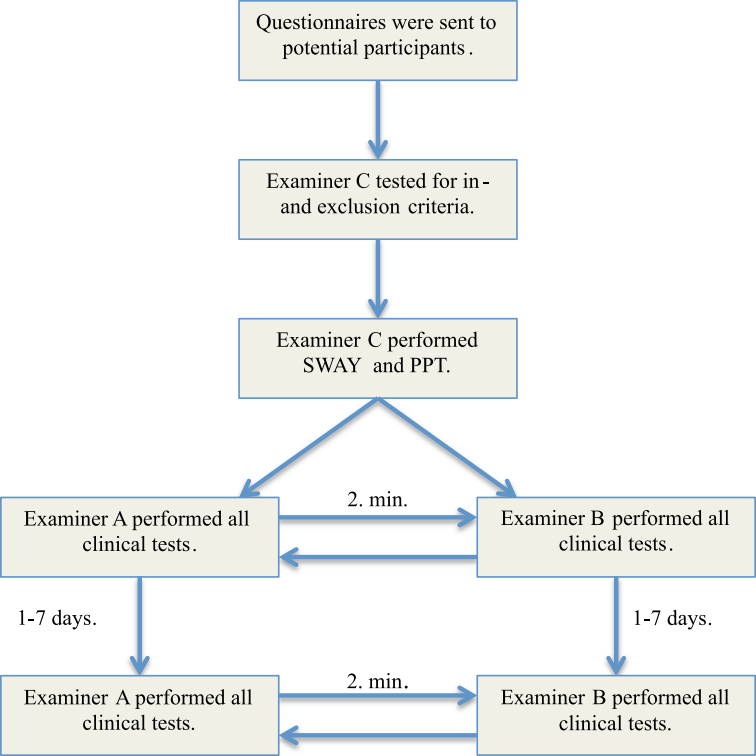 Questionnaires were sent to
potential participants.
Examiner C tested for in-
and exclusion criteria.
Examiner C performed
SWAY and PPT.
2. min.
Examiner A performed all
clinical tests.
Examiner B performed all
clinical tests.
1-7 days.
1-7 days.
2. min.
Examiner A performed all
clinical tests.
Examiner B performed all
clinical tests.